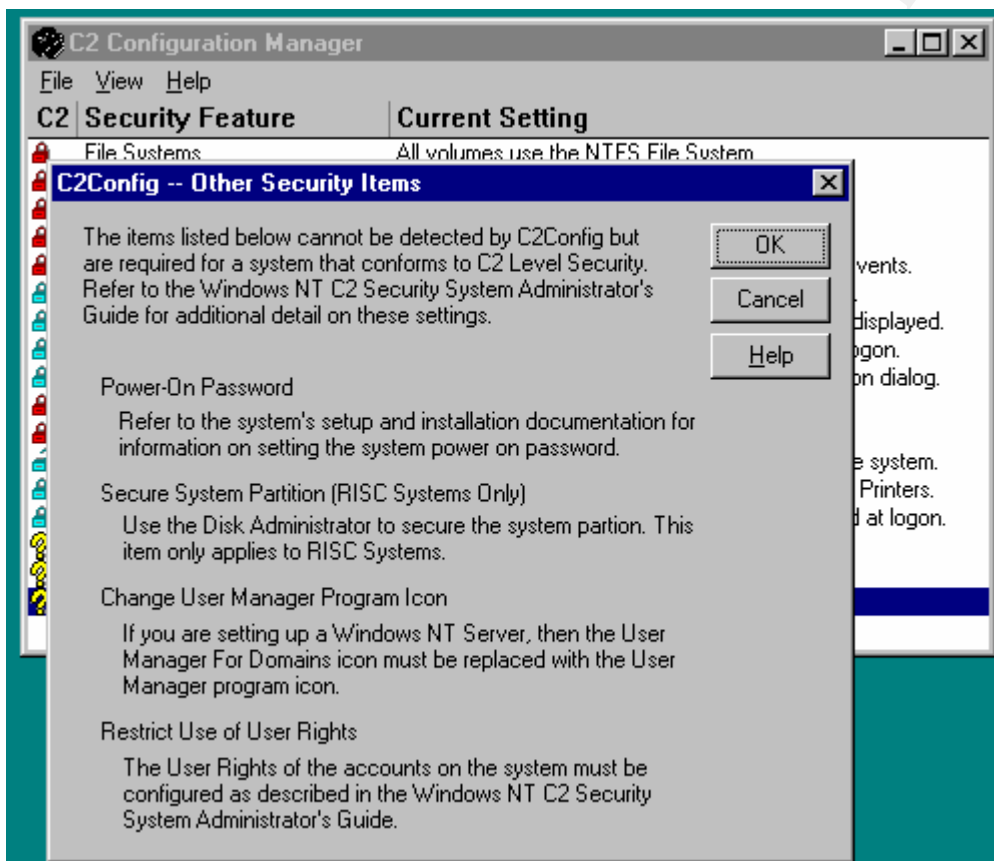 C2 Configuration Manager
File View Help
C2 Security Feature Current Setting
File Systems All volumes use the NTFS File System
C2Config -- Other Security Items
The items listed below cannot be detected by C2Config but
are required for a system that conforms to C2 Level Security.
Refer to the Windows NT C2 Security System Administrator's
Guide for additional detail on these settings.
OK
Cancel
Help
Power-On Password
Refer to the system's setup and installation documentation for
information on setting the system power on password.
Secure System Partition (RISC Systems Only)
Use the Disk Administrator to secure the system partion. This
item only applies to RISC Systems.
Change User Manager Program Icon
If you are setting up a Windows NT Server, then the User
Manager For Domains icon must be replaced with the User
Manager program icon.
Restrict Use of User Rights
The User Rights of the accounts on the system must be
configured as described in the Windows NT C2 Security
System Administrator's Guide.
vents.
displayed.
ogon.
on dialog.
e system.
Printers.
d at logon.